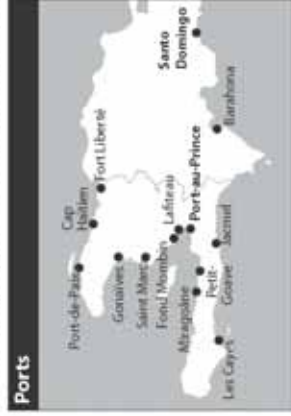 Ports
Port-de-Paix
Cap
Haïtien
Fort Liberté
Gonaives
Saint Marc
Fond Mombin
Lafiteau
Port-au-Prince
Miragoâne
Petit-
Goave
Jacmel
Les Cayes
Barahona
Santo
Domingo